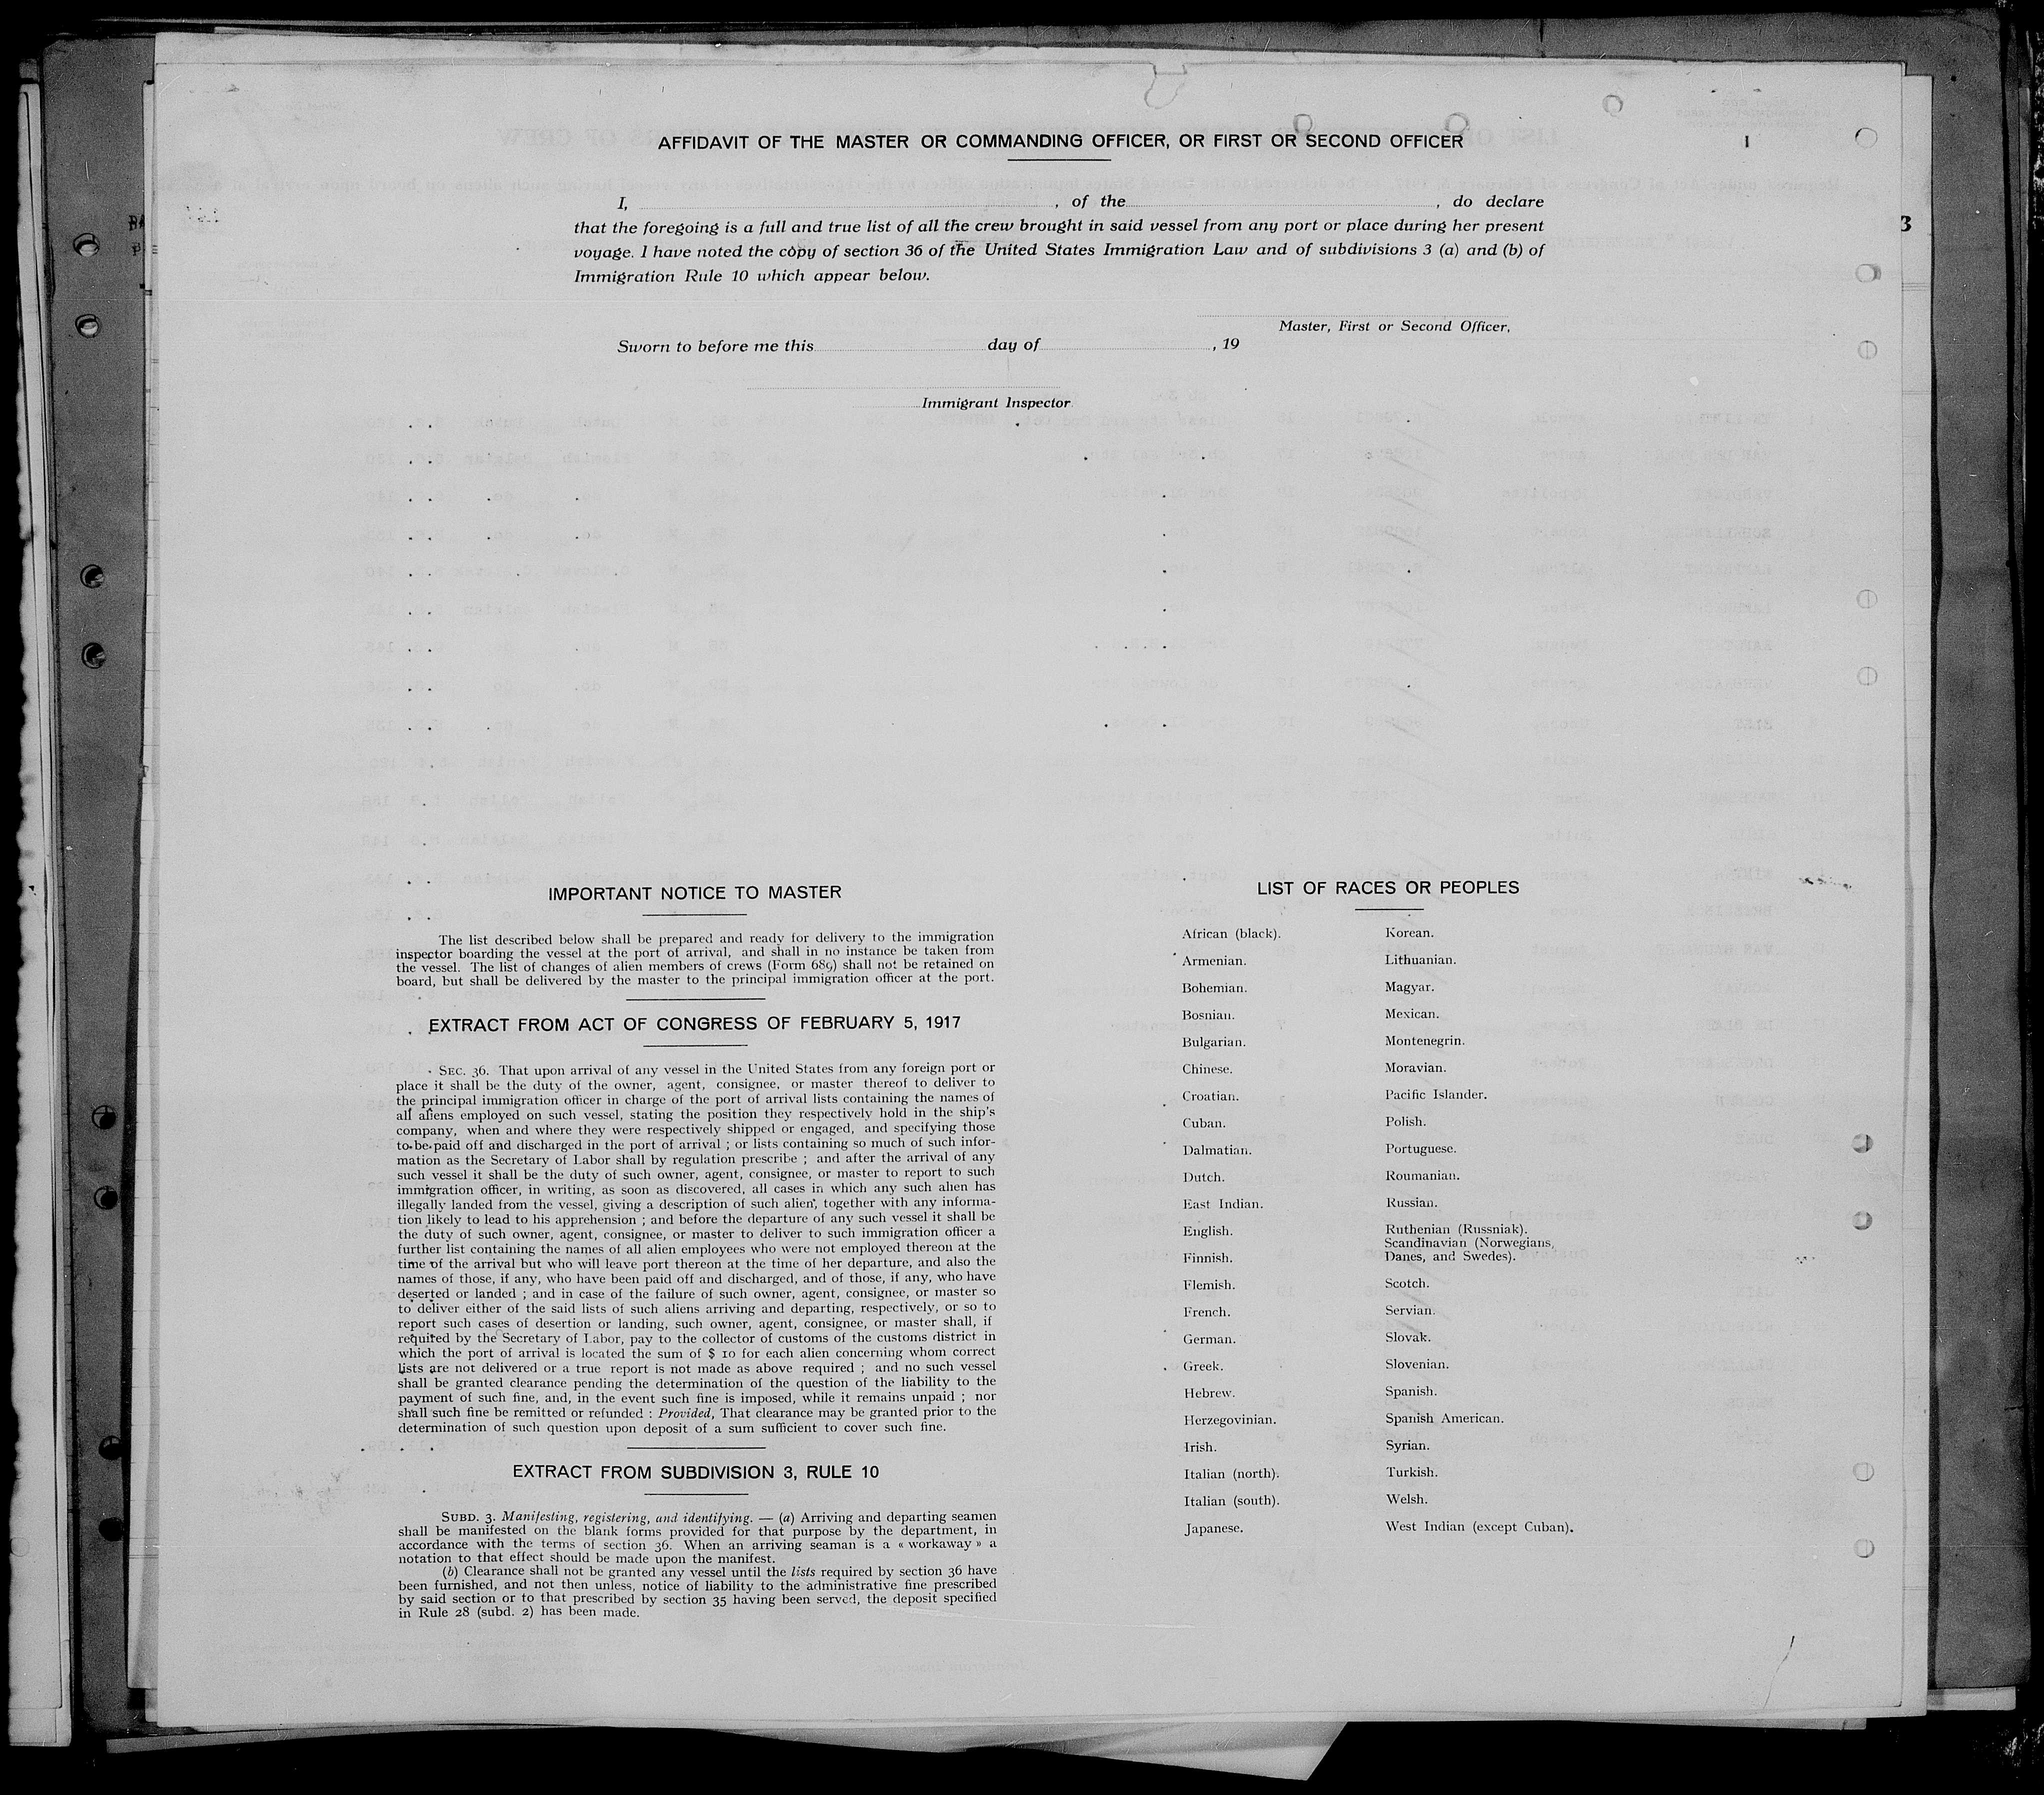 AFFIDAVIT OF THE MASTER OR COMMANDING OFFICER, OR FIRST OR SECOND OFFICER
I, , of the , do declare
that the foregoing is a full and true list of all the crew brought in said vessel from any port or place during her present
voyage. I have noted the copy of section 36 of the United States Immigration Law and of subdivisions 3 (a) and (b) of
Immigration Rule 10 which appear below.
Master, First or Second Officer,
Sworn to before me this day of , 19
Immigrant Inspector
IMPORTANT NOTICE TO MASTER
The list described below shall be prepared and ready for delivery to the immigration
inspector boarding the vessel at the port of arrival, and shall in no instance be taken from
the vessel. The list of changes of alien members of crews (Form 689) shall not be retained on
board, but shall be delivered by the master to the principal immigration officer at the port.
EXTRACT FROM ACT OF CONGRESS OF FEBRUARY 5, 1917
SEC. 36. That upon arrival of any vessel in the United States from any foreign port or
place it shall be the duty of the owner, agent, consignee, or master thereof to deliver to
the principal immigration officer in charge of the port of arrival lists containing the names of
all aliens employed on such vessel, stating the position they respectively hold in the ship's
company, when and where they were respectively shipped or engaged, and specifying those
to be paid off and discharged in the port of arrival ; or lists containing so much of such infor-
mation as the Secretary of Labor shall by regulation prescribe ; and after the arrival of any
such vessel it shall be the duty of such owner, agent, consignee, or master to report to such
immigration officer, in writing, as soon as discovered, all cases in which any such alien has
illegally landed from the vessel, giving a description of such alien, together with any informa-
tion likely to lead to his apprehension ; and before the departure of any such vessel it shall be
the duty of such owner, agent, consignee, or master to deliver to such immigration officer a
further list containing the names of all alien employees who were not employed thereon at the
time of the arrival but who will leave port thereon at the time of her departure, and also the
names of those, if any, who have been paid off and discharged, and of those, if any, who have
deserted or landed ; and in case of the failure of such owner, agent, consignee, or master so
to deliver either of the said lists of such aliens arriving and departing, respectively, or so to
report such cases of desertion or landing, such owner, agent, consignee, or master shall, if
required by the Secretary of Labor, pay to the collector of customs of the customs district in
which the port of arrival is located the sum of $ 10 for each alien concerning whom correct
lists are not delivered or a true report is not made as above required ; and no such vessel
shall be granted clearance pending the determination of the question of the liability to the
payment of such fine, and, in the event such fine is imposed, while it remains unpaid ; nor
shall such fine be remitted or refunded : Provided, That clearance may be granted prior to the
determination of such question upon deposit of a sum sufficient to cover such fine.
EXTRACT FROM SUBDIVISION 3, RULE 10
SUBD. 3. Manifesting, registering, and identifying. — (a) Arriving and departing seamen
shall be manifested on the blank forms provided for that purpose by the department, in
accordance with the terms of section 36. When an arriving seaman is a « workaway » a
notation to that effect should be made upon the manifest.
(b) Clearance shall not be granted any vessel until the lists required by section 36 have
been furnished, and not then unless, notice of liability to the administrative fine prescribed
by said section or to that prescribed by section 35 having been served, the deposit specified
in Rule 28 (subd. 2) has been made.
LIST OF RACES OR PEOPLES
African (black).
Armenian.
Bohemian.
Bosnian.
Bulgarian.
Chinese.
Croatian.
Cuban.
Dalmatian.
Dutch.
East Indian.
English.
Finnish.
Flemish.
French.
German.
Greek.
Hebrew.
Herzegovinian.
Irish.
Italian (north).
Italian (south).
Japanese.
Korean.
Lithuanian.
Magyar.
Mexican.
Montenegrin.
Moravian.
Pacific Islander.
Polish.
Portuguese.
Roumanian.
Russian.
Ruthenian (Russniak).
Scandinavian (Norwegians,
Danes, and Swedes).
Scotch.
Servian.
Slovak.
Slovenian.
Spanish.
Spanish American.
Syrian.
Turkish.
Welsh.
West Indian (except Cuban).